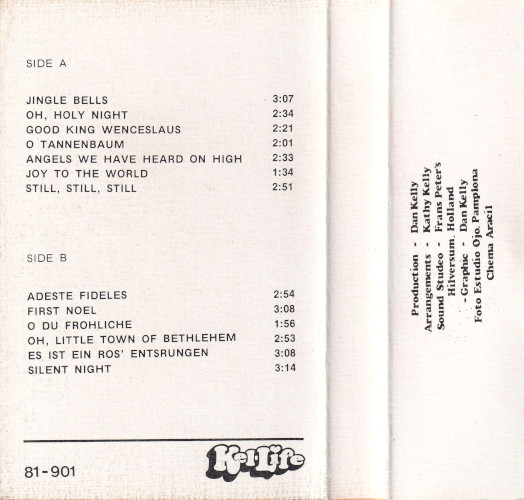 SIDE A
JINGLE BELLS 3:07
OH, HOLY NIGHT 2:34
GOOD KING WENCESLAUS 2:21
O TANNENBAUM 2:01
ANGELS WE HAVE HEARD ON HIGH 2:33
JOY TO THE WORLD 1:34
STILL, STILL, STILL 2:51
SIDE B
ADESTE FIDELES 2:54
FIRST NOEL 3:08
O DU FROHLICHE 1:56
OH, LITTLE TOWN OF BETHLEHEM 2:53
ES IST EIN ROS' ENTSRUNGEN 3:08
SILENT NIGHT 3:14
81-901
Kel-Life
Production - Dan Kelly
Arrangements - Kathy Kelly
Sound Studeo - Frans Peter's
Hilversum. Holland
- Graphic - Dan Kelly
Foto Estudio Ojo. Pamplona
Chema Aracil